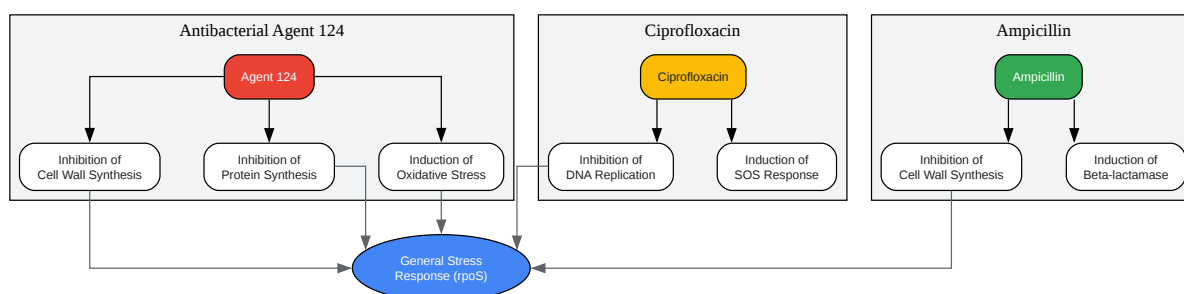 Antibacterial Agent 124
Ciprofloxacin
Ampicillin
Agent 124
Ciprofloxacin
Ampicillin
Inhibition of
Cell Wall Synthesis
Inhibition of
Protein Synthesis
Induction of
Oxidative Stress
Inhibition of
DNA Replication
Induction of
SOS Response
Inhibition of
Cell Wall Synthesis
Induction of
Beta-lactamase
General Stress
Response (rpoS)